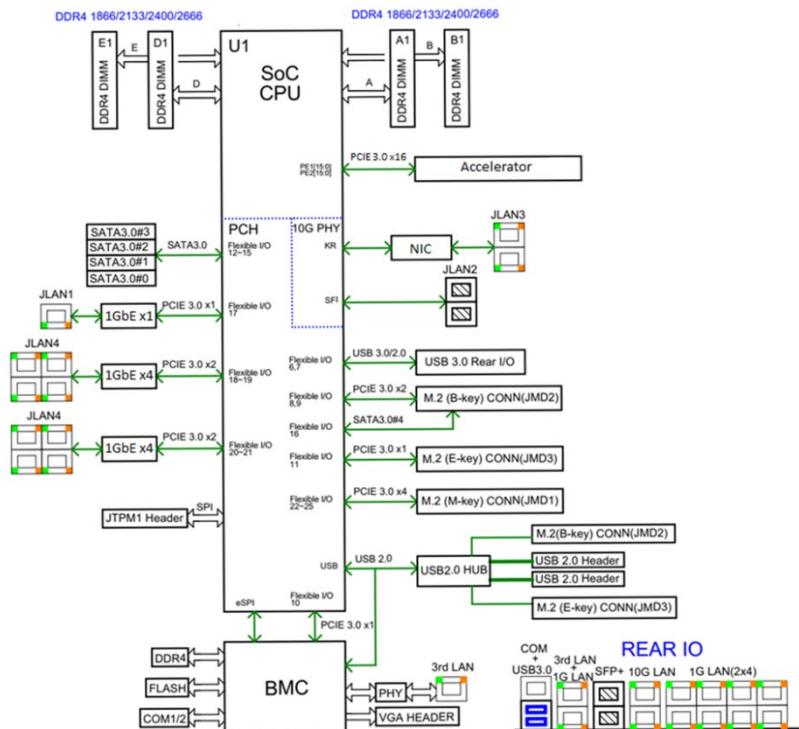 DDR4 1866/2133/2400/2666
DDR4 1866/2133/2400/2666
E1
DDR4 DIMM
E
D1
DDR4 DIMM
D
U1
SoC
CPU
A1
DDR4 DIMM
A
B
B1
DDR4 DIMM
PE1[15:0]
PE2[15:0]
PCIE 3.0 x16
Accelerator
SATA3.0#3
SATA3.0#2
SATA3.0#1
SATA3.0#0
SATA3.0
PCH
Flexible I/O
12~15
10G PHY
KR
NIC
JLAN3
JLAN2
SFI
JLAN1
1GbE x1
PCIE 3.0 x1
Flexible I/O
17
JLAN4
1GbE x4
PCIE 3.0 x2
Flexible I/O
18~19
JLAN4
1GbE x4
PCIE 3.0 x2
Flexible I/O
20~21
Flexible I/O
6,7
USB 3.0/2.0
USB 3.0 Rear I/O
Flexible I/O
8,9
PCIE 3.0 x2
M.2 (B-key) CONN(JMD2)
Flexible I/O
16
SATA3.0#4
Flexible I/O
11
PCIE 3.0 x1
M.2 (E-key) CONN(JMD3)
Flexible I/O
22~25
PCIE 3.0 x4
M.2 (M-key) CONN(JMD1)
JTPM1 Header
SPI
USB
USB 2.0
USB2.0 HUB
M.2(B-key) CONN(JMD2)
USB 2.0 Header
USB 2.0 Header
M.2 (E-key) CONN(JMD3)
eSPI
Flexible I/O
10
PCIE 3.0 x1
DDR4
FLASH
COM1/2
BMC
PHY
3rd LAN
VGA HEADER
REAR IO
COM
+
USB3.0
3rd LAN
+
1G LAN
SFP+
10G LAN
1G LAN(2x4)